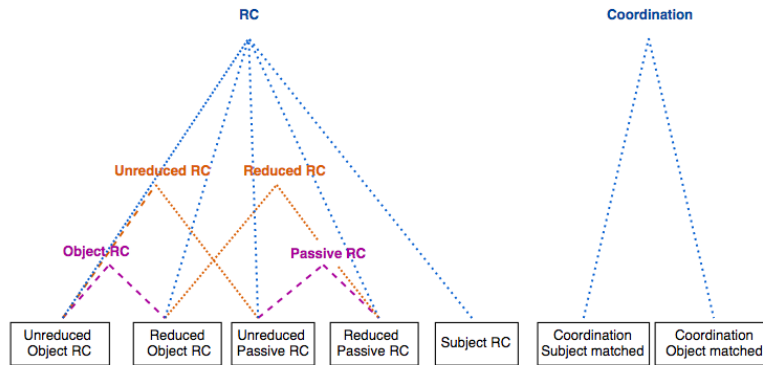 RC
Coordination
Unreduced RC
Reduced RC
Object RC
Passive RC
Unreduced
Object RC
Reduced
Object RC
Unreduced
Passive RC
Reduced
Passive RC
Subject RC
Coordination
Subject matched
Coordination
Object matched